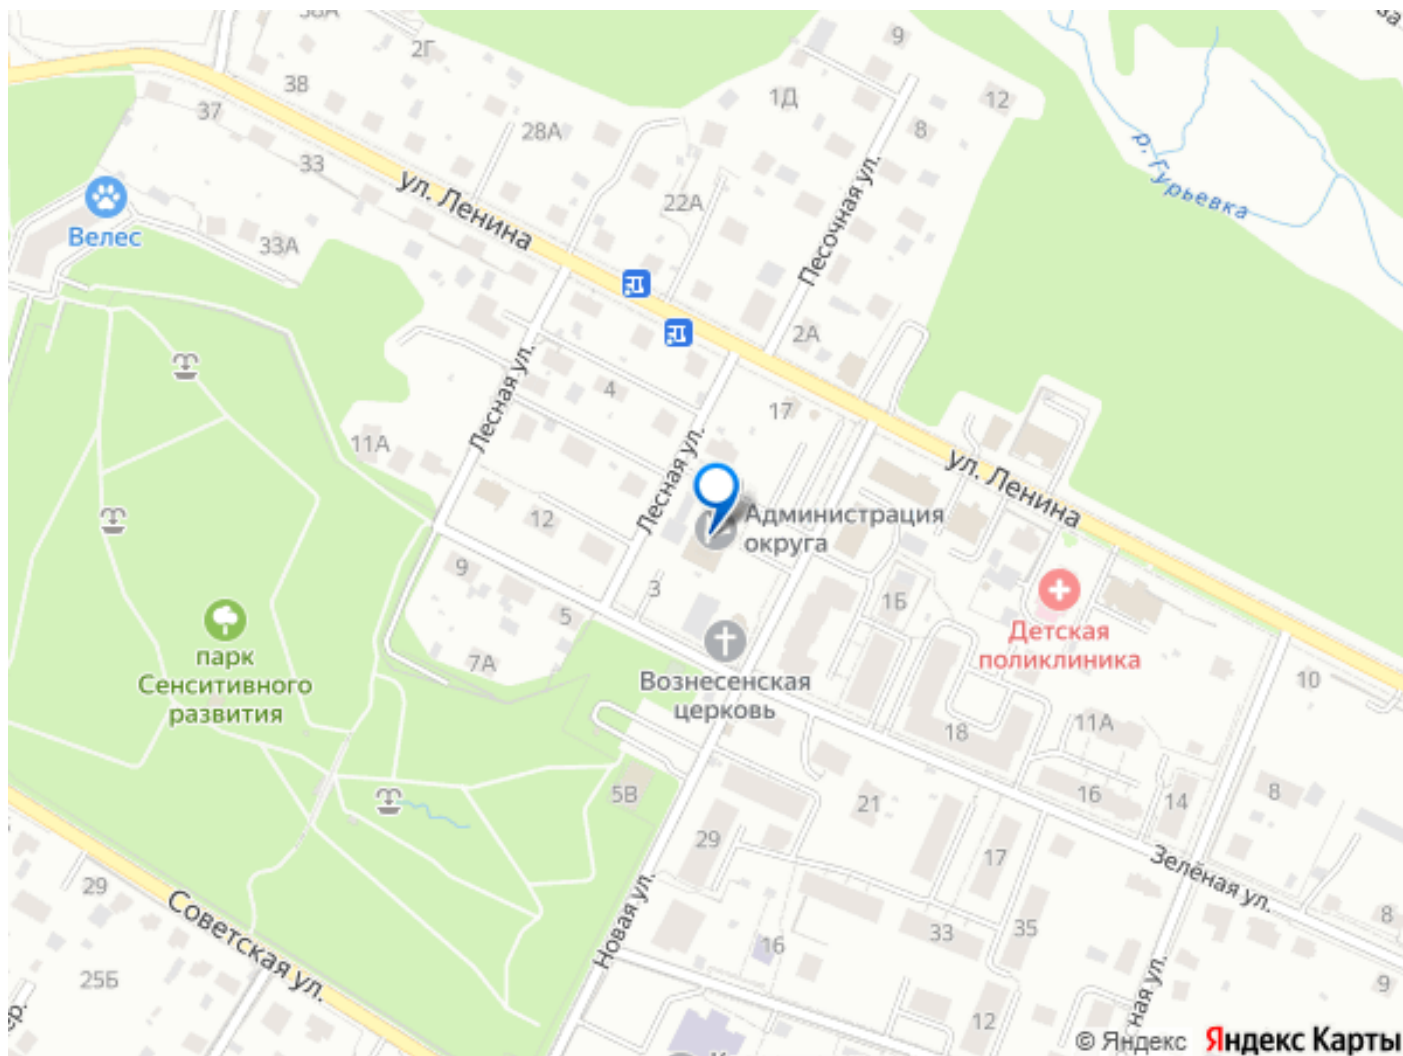 38А
2Г
9
38
1Д
12
37
28А
8
33
р. Гурьевка
ул. Ленина
Песочная ул.
22А
Велес
33А
2А
Лесная ул.
4
17
11А
Лесная ул.
ул. Ленина
12
Администрация
округа
9
3
1Б
5
Детская
поликлиника
парк
Сенситивного
развития
7А
Вознесенская
церковь
10
18
11А
5В
21
16
14
8
29
17
Зелёная ул.
29
Советская ул.
Новая ул.
33
35
8
16
25Б
9
ная ул.
12
© Яндекс
Яндекс Карты